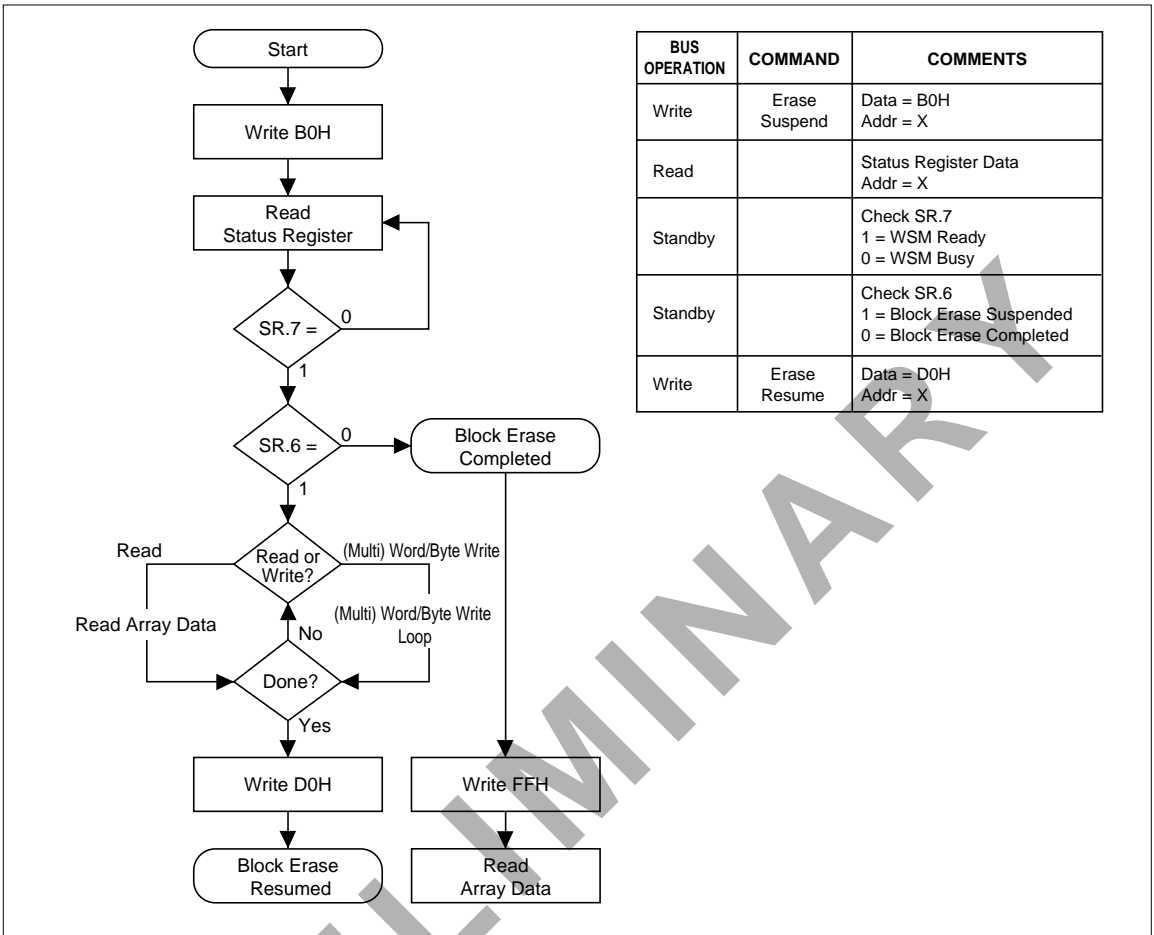 Start
Write B0H
Read
Status Register
SR.7 =
0
1
SR.6 =
0
Block Erase
Completed
1
Read
Read or
Write?
(Multi) Word/Byte Write
Read Array Data
(Multi) Word/Byte Write
Loop
No
Done?
Yes
Write D0H
Write FFH
Block Erase
Resumed
Read
Array Data
BUS
OPERATION
COMMAND
COMMENTS
Write
Erase
Suspend
Data = B0H
Addr = X
Read
Status Register Data
Addr = X
Standby
Check SR.7
1 = WSM Ready
0 = WSM Busy
Standby
Check SR.6
1 = Block Erase Suspended
0 = Block Erase Completed
Write
Erase
Resume
Data = D0H
Addr = X
LIMINARY